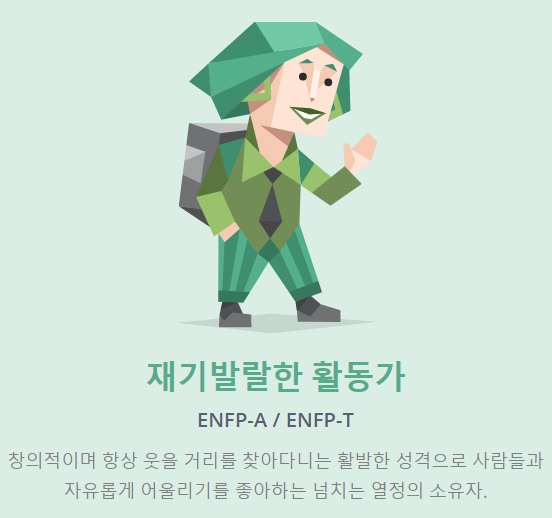 재기발랄한 활동가
ENFP-A / ENFP-T
창의적이며 항상 웃을 거리를 찾아다니는 활발한 성격으로 사람들과
자유롭게 어울리기를 좋아하는 넘치는 열정의 소유자.